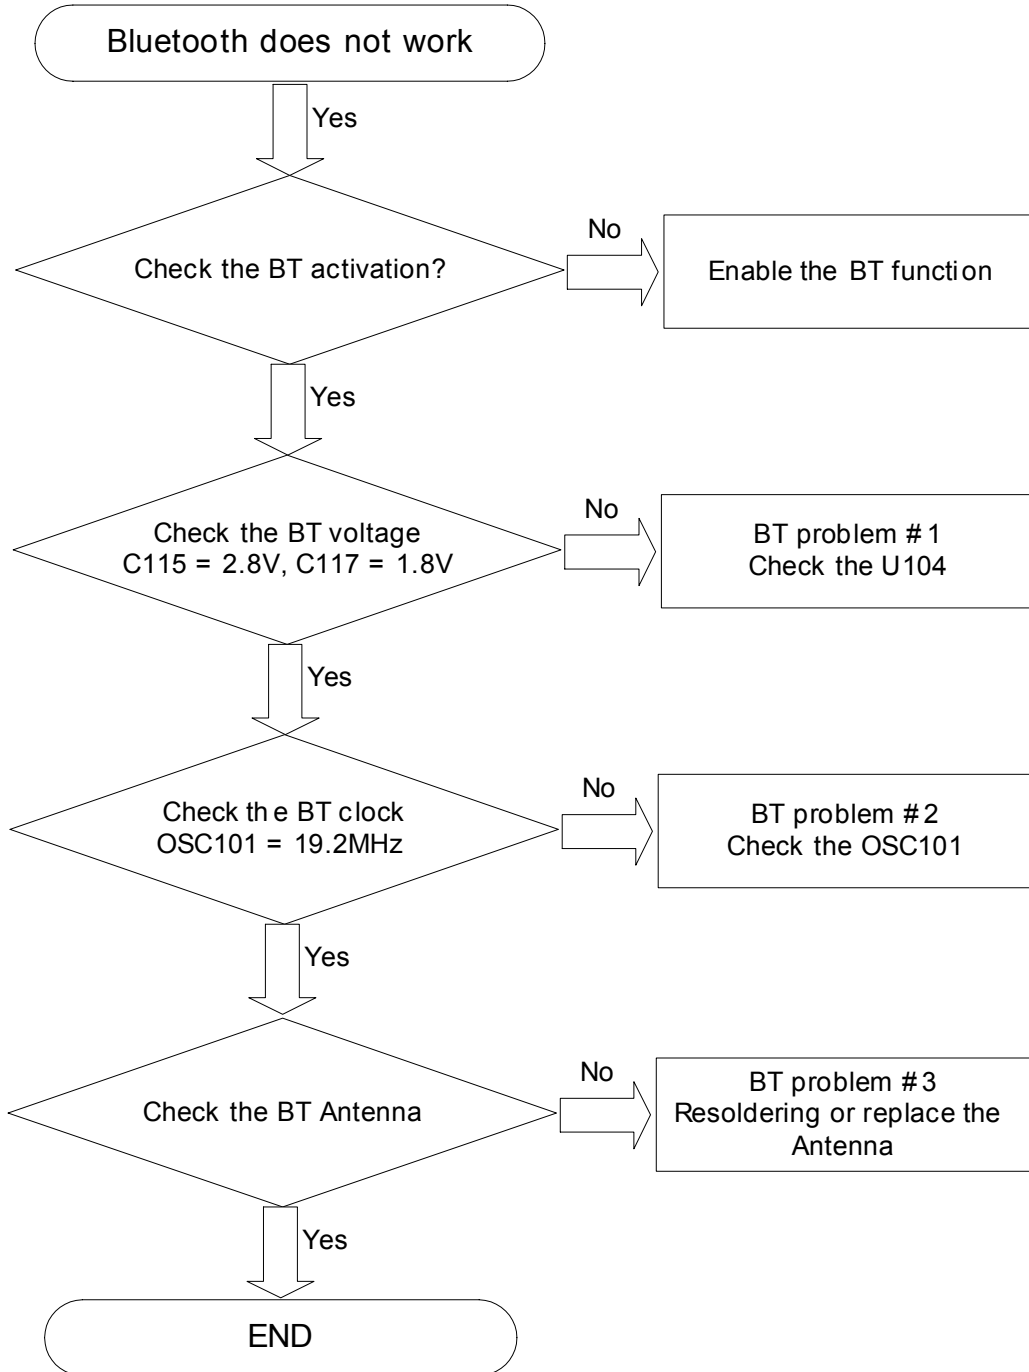 Bluetooth does not work
Yes
Check the BT activation?
No
Enable the BT function
Yes
Check the BT voltage
C115 = 2.8V, C117 = 1.8V
No
BT problem #1
Check the U104
Yes
Check the BT clock
OSC101 = 19.2MHz
No
BT problem #2
Check the OSC101
Yes
Check the BT Antenna
No
BT problem #3
Resoldering or replace the
Antenna
Yes
END